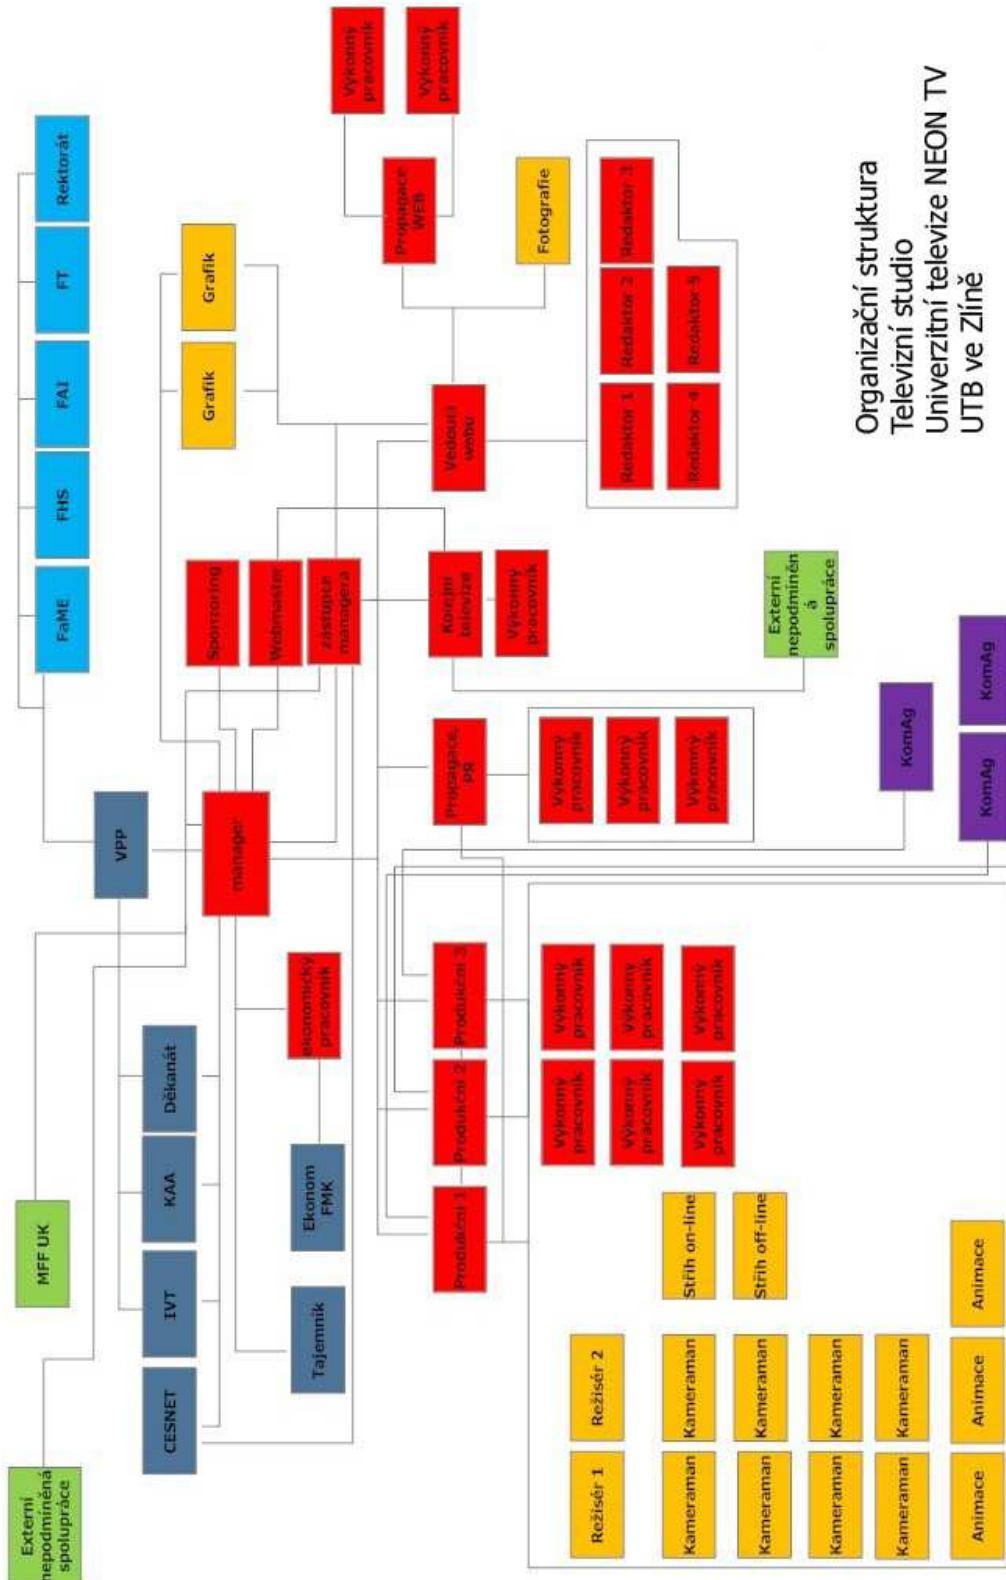 Externí
nepodmíněná
spolupráce
MFF UK
FaME
FHS
FAI
FT
Rektorát
VPP
CESNET
IVT
KAA
Děkanát
Grafik
Grafik
manager
Sponzoring
Webmaster
zástupce
managera
Tajemník
Ekonom
FMK
ekonomický
pracovník
Výkonný
pracovník
Výkonný
pracovník
Propagace
WEB
Produkční 1
Produkční 2
Produkční 3
Propagace,
PR
Kolejní
televize
Vedoucí
webu
Výkonný
pracovník
Fotografie
Výkonný
pracovník
Výkonný
pracovník
Výkonný
pracovník
Výkonný
pracovník
Výkonný
pracovník
Výkonný
pracovník
Výkonný
pracovník
Výkonný
pracovník
Výkonný
pracovník
Redaktor 1
Redaktor 2
Redaktor 3
Redaktor 4
Redaktor 5
Režisér 1
Režisér 2
Kameraman
Kameraman
Střih on-line
Kameraman
Kameraman
Střih off-line
Kameraman
Kameraman
Kameraman
Kameraman
Animace
Animace
Animace
Externí
nepodmíněn
á
spolupráce
KomAg
KomAg
KomAg
Organizační struktura
Televizní studio
Univerzitní televize NEON TV
UTB ve Zlíně